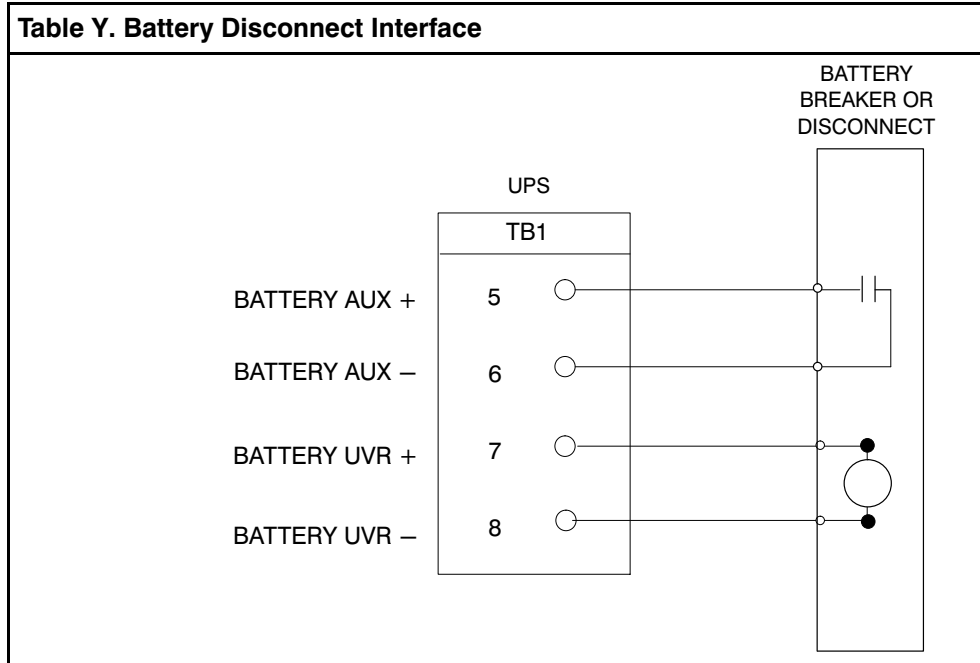 Table Y. Battery Disconnect Interface
BATTERY
BREAKER OR
DISCONNECT
UPS
TB1
BATTERY AUX + 5
BATTERY AUX − 6
BATTERY UVR + 7
BATTERY UVR − 8